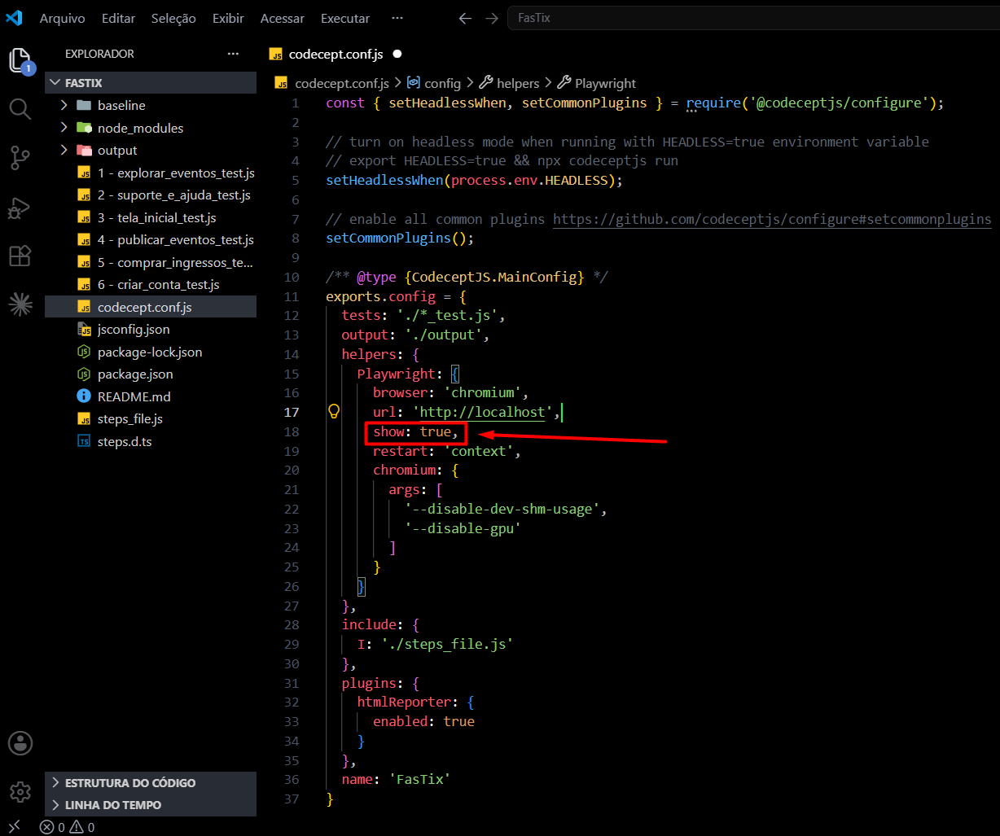 Arquivo Editar Seleção Exibir Acessar Executar ··· FasTix
EXPLORADOR ···
1
FASTIX
baseline
node_modules
output
1 - explorar_eventos_test.js
2 - suporte_e_ajuda_test.js
3 - tela_inicial_test.js
4 - publicar_eventos_test.js
5 - comprar_ingressos_te...
6 - criar_conta_test.js
codecept.conf.js
jsconfig.json
package-lock.json
package.json
README.md
steps_file.js
steps.d.ts
ESTRUTURA DO CÓDIGO
LINHA DO TEMPO
0 0
JS codecept.conf.js
JS codecept.conf.js > config > helpers > Playwright
1 const { setHeadlessWhen, setCommonPlugins } = require('@codeceptjs/configure');
2
3 // turn on headless mode when running with HEADLESS=true environment variable
4 // export HEADLESS=true && npx codeceptjs run
5 setHeadlessWhen(process.env.HEADLESS);
6
7 // enable all common plugins https://github.com/codeceptjs/configure#setcommonplugins
8 setCommonPlugins();
9
10 /** @type {CodeceptJS.MainConfig} */
11 exports.config = {
12   tests: './*_test.js',
13   output: './output',
14   helpers: {
15     Playwright: {
16       browser: 'chromium',
17       url: 'http://localhost',
18       show: true,
19       restart: 'context',
20       chromium: {
21         args: [
22           '--disable-dev-shm-usage',
23           '--disable-gpu'
24         ]
25       }
26     }
27   },
28   include: {
29     I: './steps_file.js'
30   },
31   plugins: {
32     htmlReporter: {
33       enabled: true
34     }
35   },
36   name: 'FasTix'
37 }